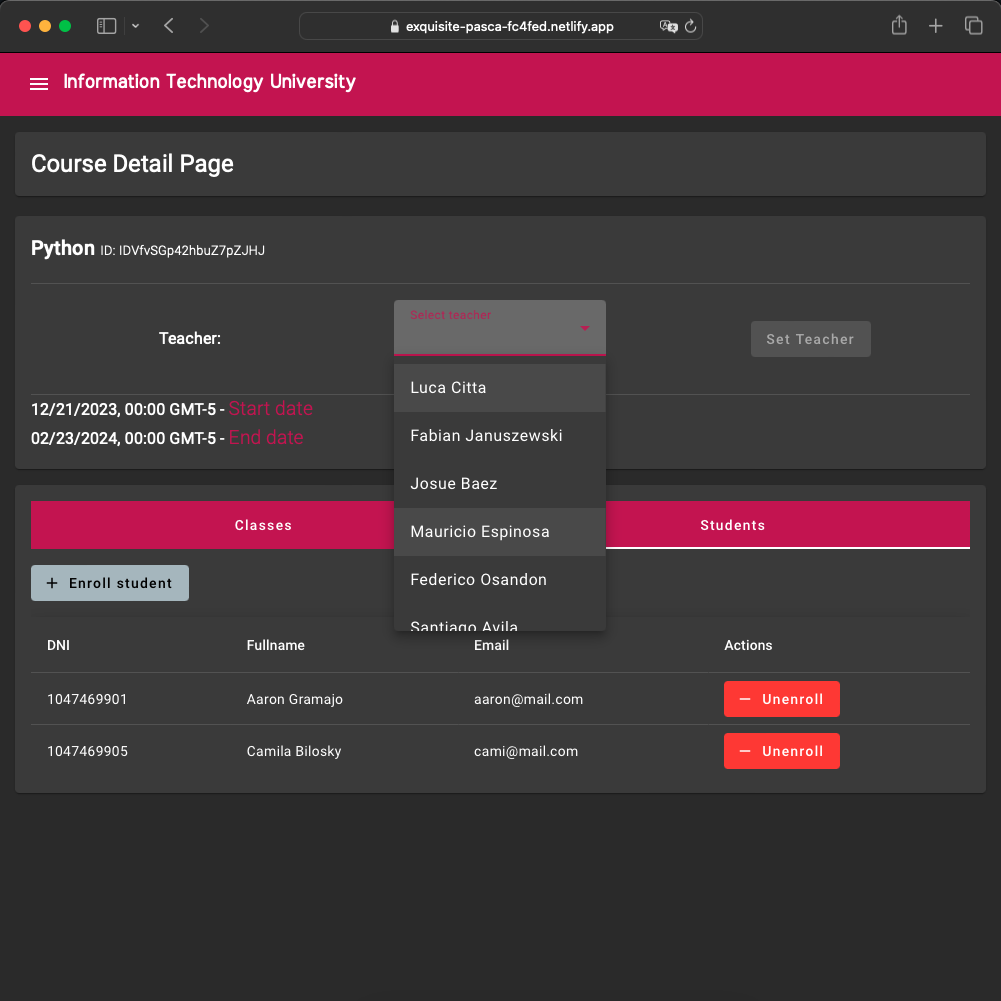 exquisite-pasca-fc4fed.netlify.app
Information Technology University
Course Detail Page
Python ID: IDVfvSGp42hbuZ7pZJHJ
Teacher:
Select teacher
Set Teacher
Luca Citta
Fabian Januszewski
Josue Baez
Mauricio Espinosa
Federico Osandon
Santiago Avila
12/21/2023, 00:00 GMT-5 - Start date
02/23/2024, 00:00 GMT-5 - End date
Classes Students
+ Enroll student
DNI Fullname Email Actions
1047469901 Aaron Gramajo aaron@mail.com − Unenroll
1047469905 Camila Bilosky cami@mail.com − Unenroll